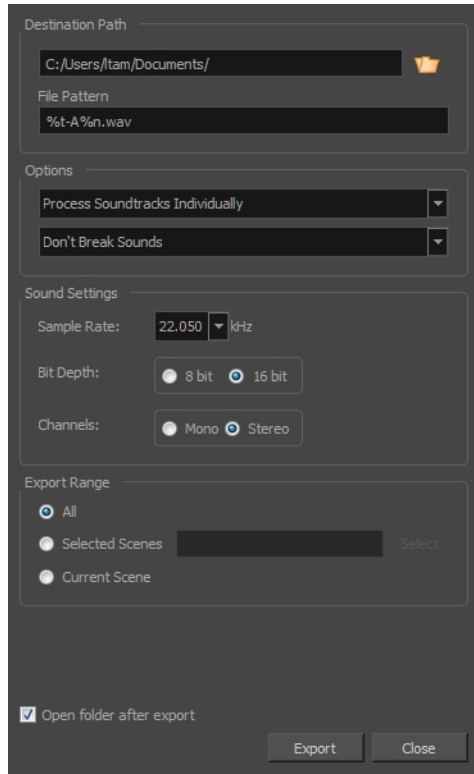 Destination Path
C:/Users/ltam/Documents/
File Pattern
%t-A%n.wav
Options
Process Soundtracks Individually
Don't Break Sounds
Sound Settings
Sample Rate: 22.050 kHz
Bit Depth: 8 bit 16 bit
Channels: Mono Stereo
Export Range
All
Selected Scenes Select
Current Scene
Open folder after export
Export Close